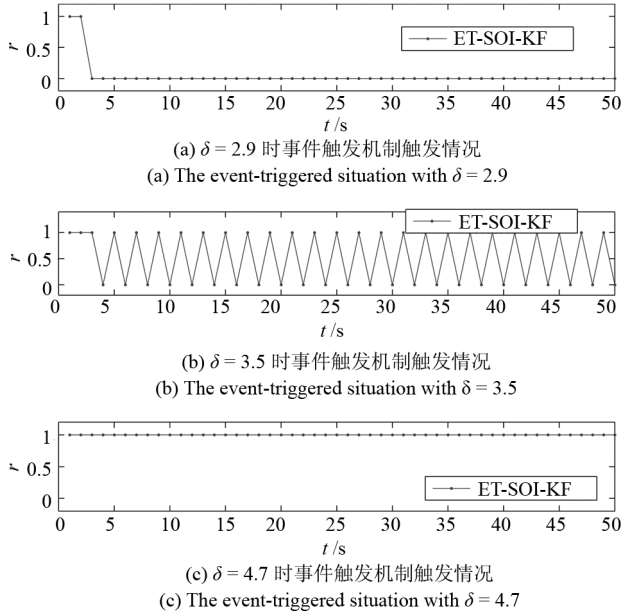 1
0.5
0
r
ET-SOI-KF
0 5 10 15 20 25 30 35 40 45 50
t /s
(a) δ = 2.9 时事件触发机制触发情况
(a) The event-triggered situation with δ = 2.9
1
0.5
0
r
ET-SOI-KF
0 5 10 15 20 25 30 35 40 45 50
t /s
(b) δ = 3.5 时事件触发机制触发情况
(b) The event-triggered situation with δ = 3.5
1
0.5
0
r
ET-SOI-KF
0 5 10 15 20 25 30 35 40 45 50
t /s
(c) δ = 4.7 时事件触发机制触发情况
(c) The event-triggered situation with δ = 4.7